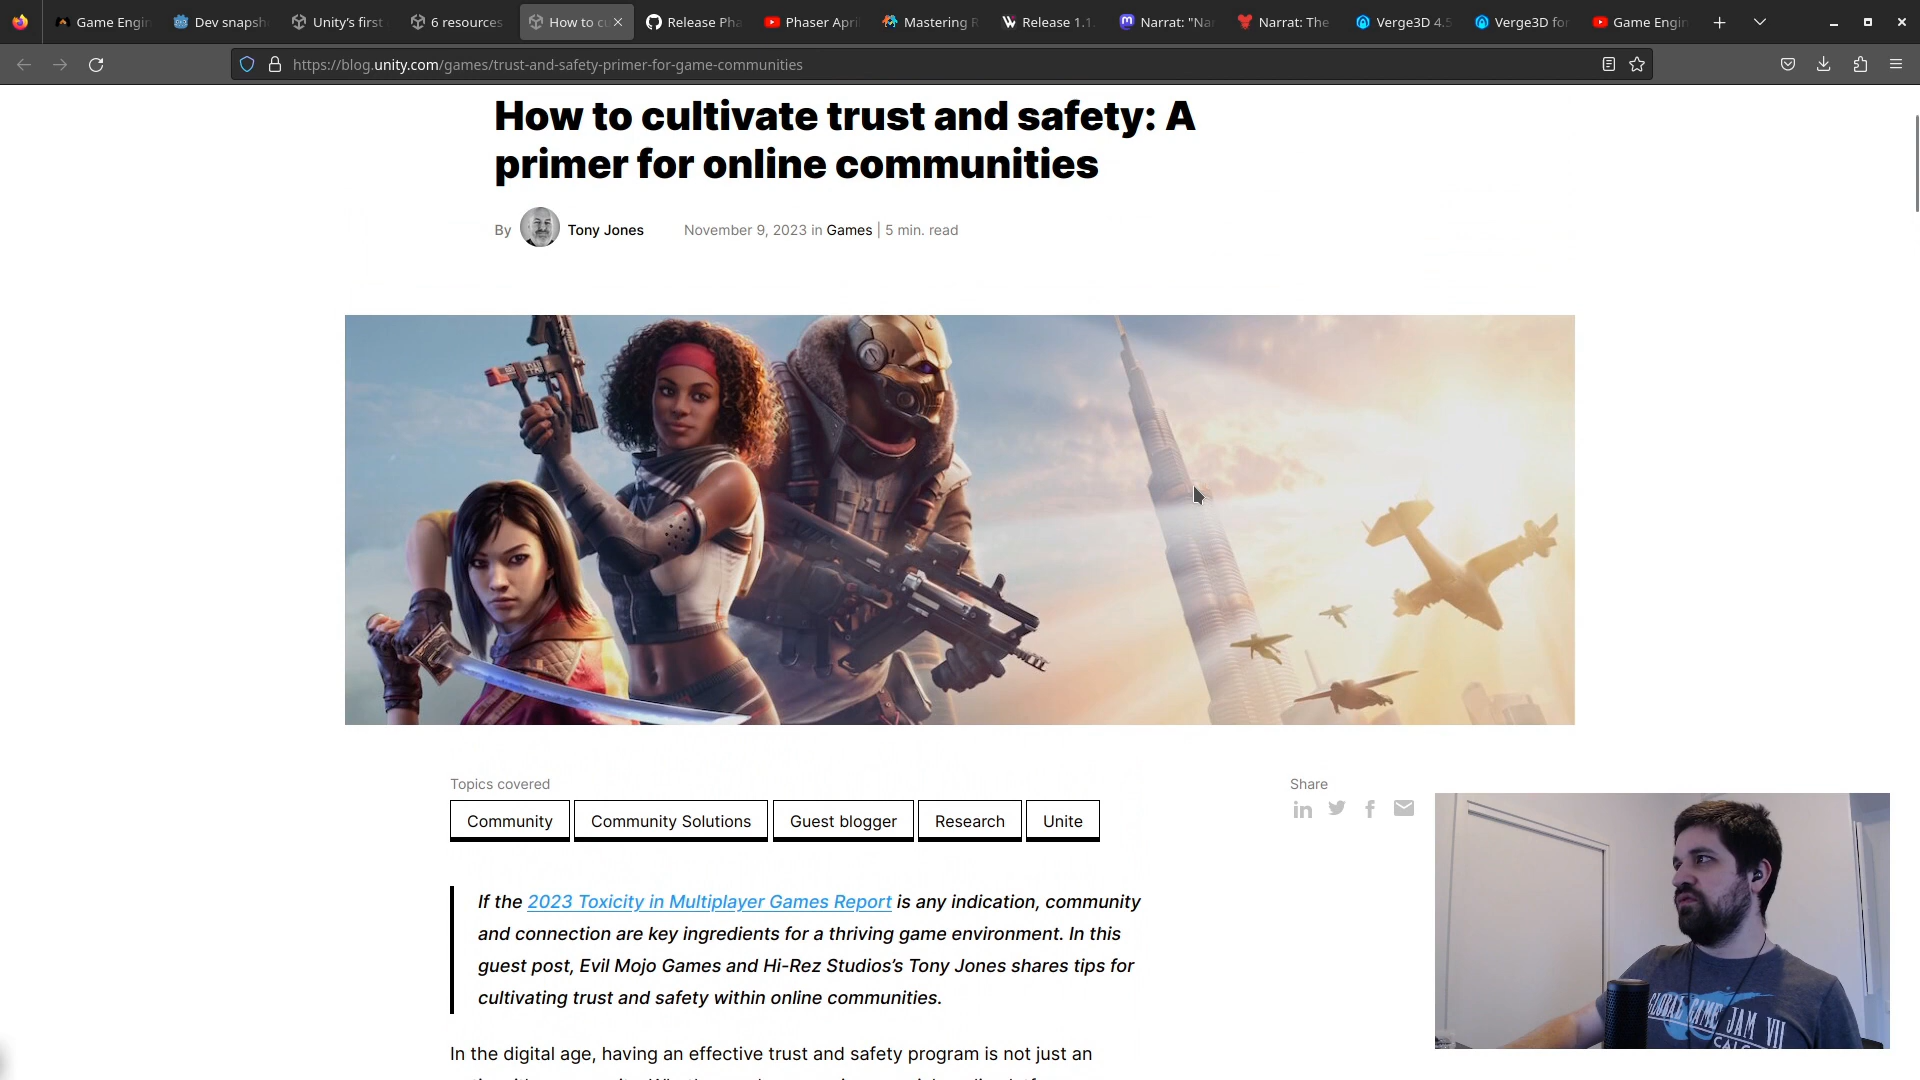 Game Engin
Dev snapsh
Unity's first
6 resources
How to cu
Release Pha
Phaser Apri
Mastering R
Release 1.1.
Narrat: "Na
Narrat: The
Verge3D 4.5
Verge3D for
Game Engin
https://blog.unity.com/games/trust-and-safety-primer-for-game-communities
How to cultivate trust and safety: A
primer for online communities
By Tony Jones November 9, 2023 in Games | 5 min. read
Topics covered
Share
Community
Community Solutions
Guest blogger
Research
Unite
If the 2023 Toxicity in Multiplayer Games Report is any indication, community
and connection are key ingredients for a thriving game environment. In this
guest post, Evil Mojo Games and Hi-Rez Studios's Tony Jones shares tips for
cultivating trust and safety within online communities.
In the digital age, having an effective trust and safety program is not just an
GLOBAL GAME JAM VII